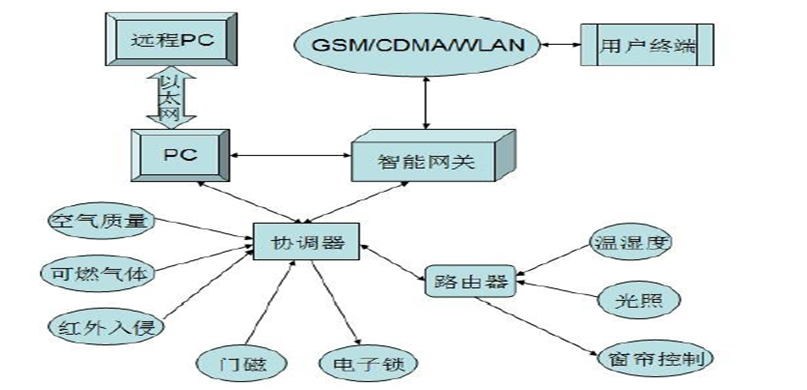 远程PC
GSM/CDMA/WLAN
用户终端
以太网
PC
智能网关
空气质量
协调器
温湿度
可燃气体
路由器
光照
红外入侵
门磁
电子锁
窗帘控制